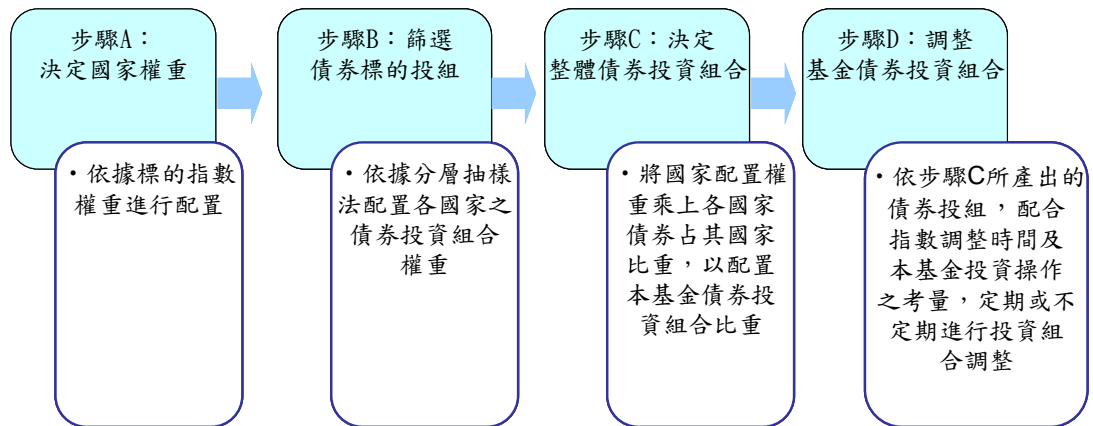 步驟A：
決定國家權重
・依據標的指數
權重進行配置
步驟B：篩選
債券標的投組
・依據分層抽樣
法配置各國家之
債券投資組合
權重
步驟C：決定
整體債券投資組合
・將國家配置權
重乘上各國家
債券占其國家
比重，以配置
本基金債券投
資組合比重
步驟D：調整
基金債券投資組合
・依步驟C所產出的
債券投組，配合
指數調整時間及
本基金投資操作
之考量，定期或不
定期進行投資組
合調整